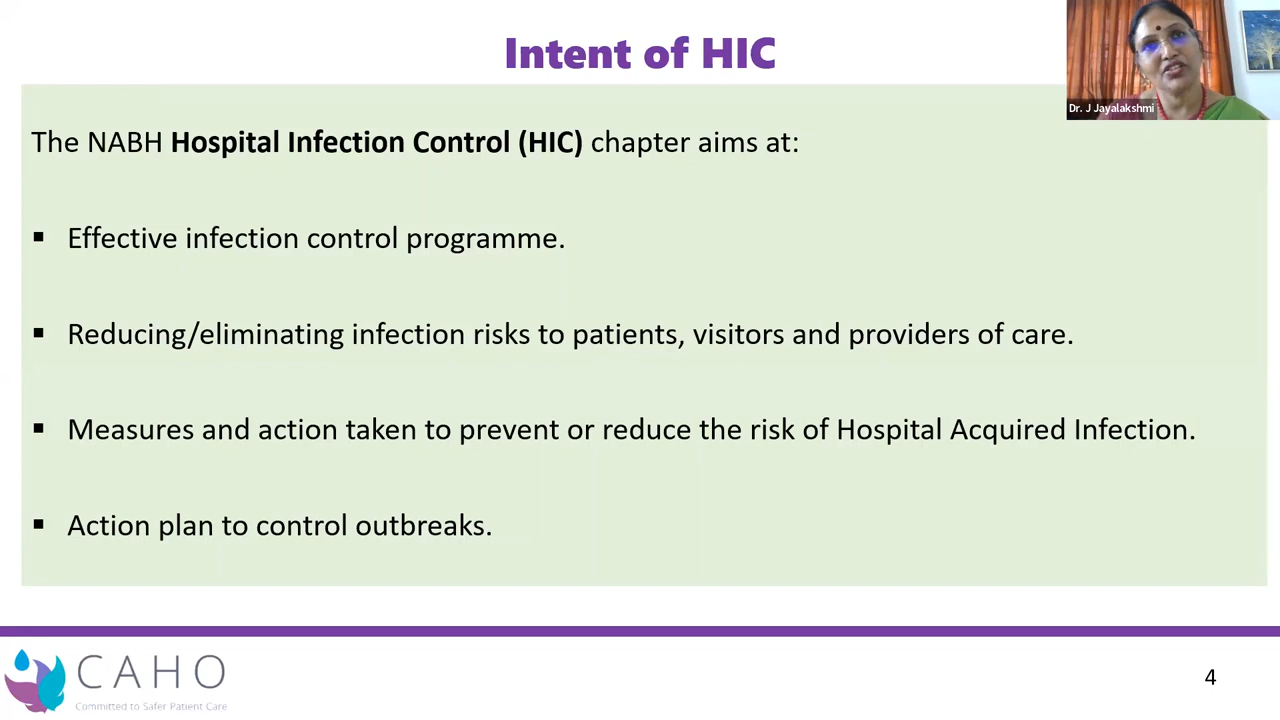 Intent of HIC
Dr. J Jayalakshmi
The NABH Hospital Infection Control (HIC) chapter aims at:
▪ Effective infection control programme.
▪ Reducing/eliminating infection risks to patients, visitors and providers of care.
▪ Measures and action taken to prevent or reduce the risk of Hospital Acquired Infection.
▪ Action plan to control outbreaks.
CAHO
Committed to Safer Patient Care
4